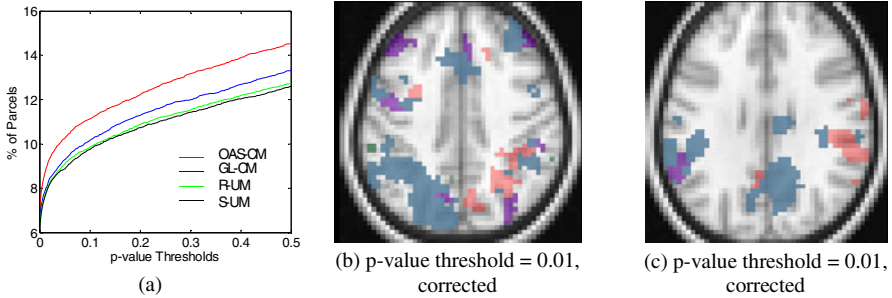 16
14
12
10
8
6
% of Parcels
0 0.1 0.2 0.3 0.4 0.5
p-value Thresholds
OAS-CM
GL-CM
R-UM
S-UM
(a)
(b) p-value threshold = 0.01,
corrected
(c) p-value threshold = 0.01,
corrected